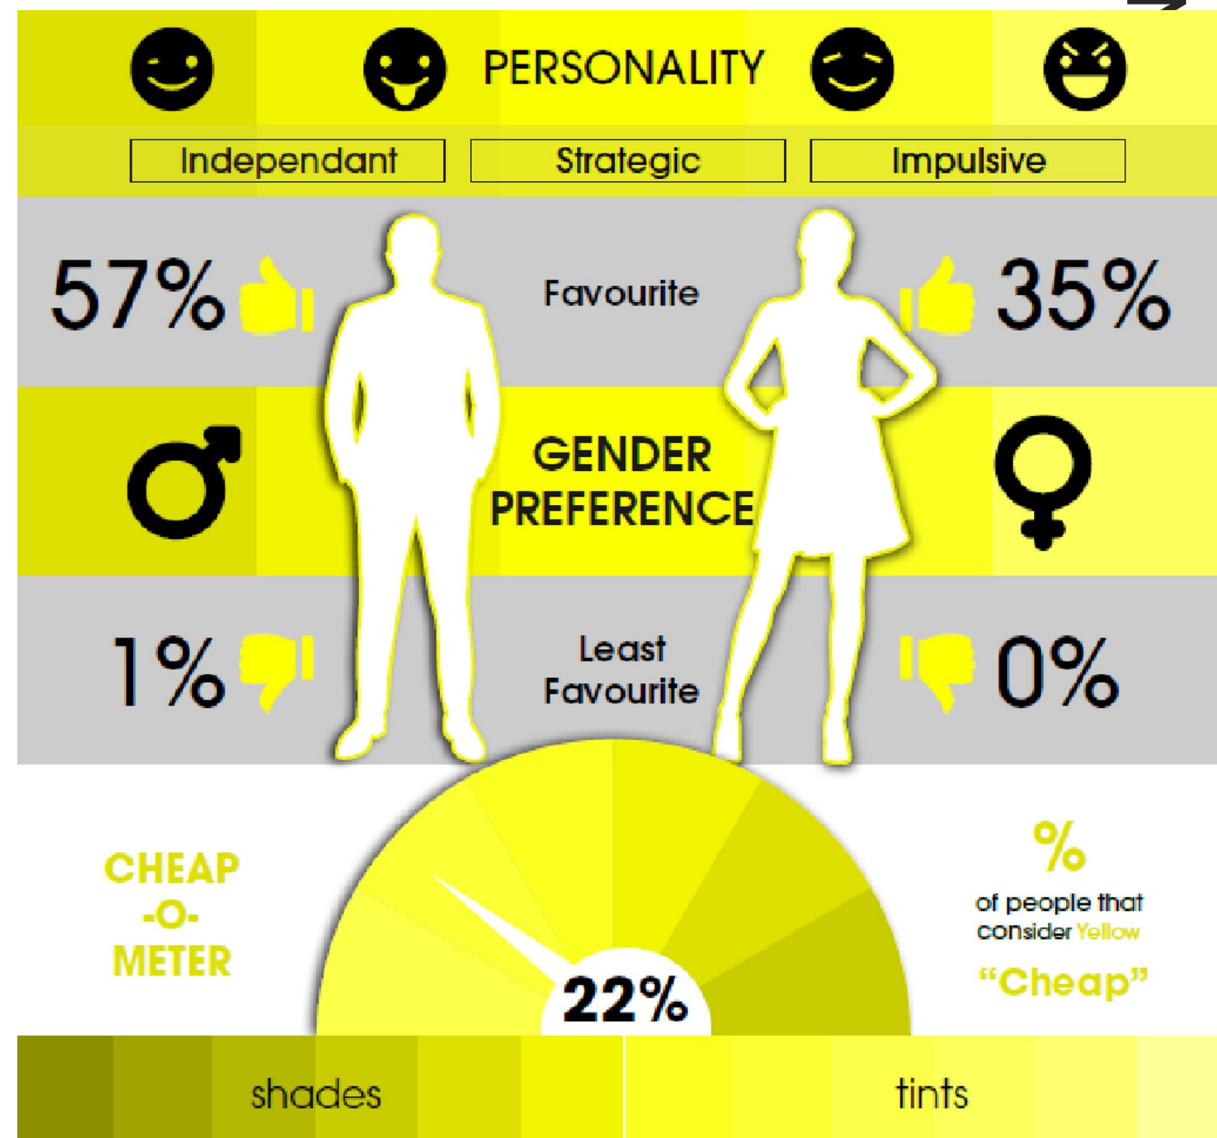 PERSONALITY
Independant
Strategic
Impulsive
57%
Favourite
35%
GENDER
PREFERENCE
1%
Least
Favourite
0%
CHEAP
-O-
METER
22%
%
of people that
consider Yellow
“Cheap”
shades
tints